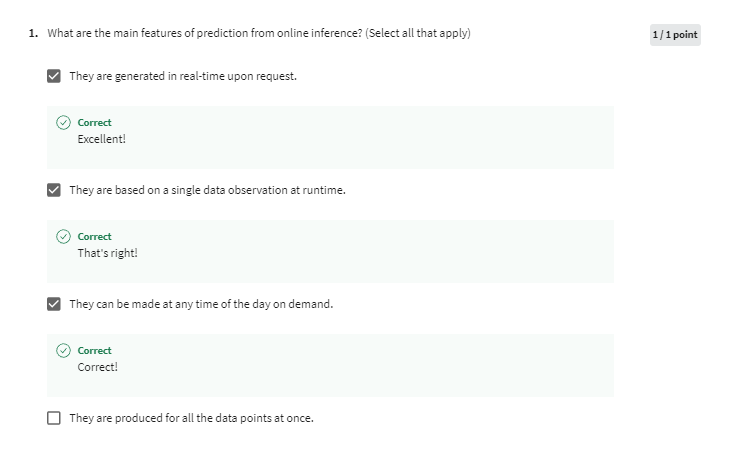 1. What are the main features of prediction from online inference? (Select all that apply)
1 / 1 point
They are generated in real-time upon request.
Correct
Excellent!
They are based on a single data observation at runtime.
Correct
That's right!
They can be made at any time of the day on demand.
Correct
Correct!
They are produced for all the data points at once.